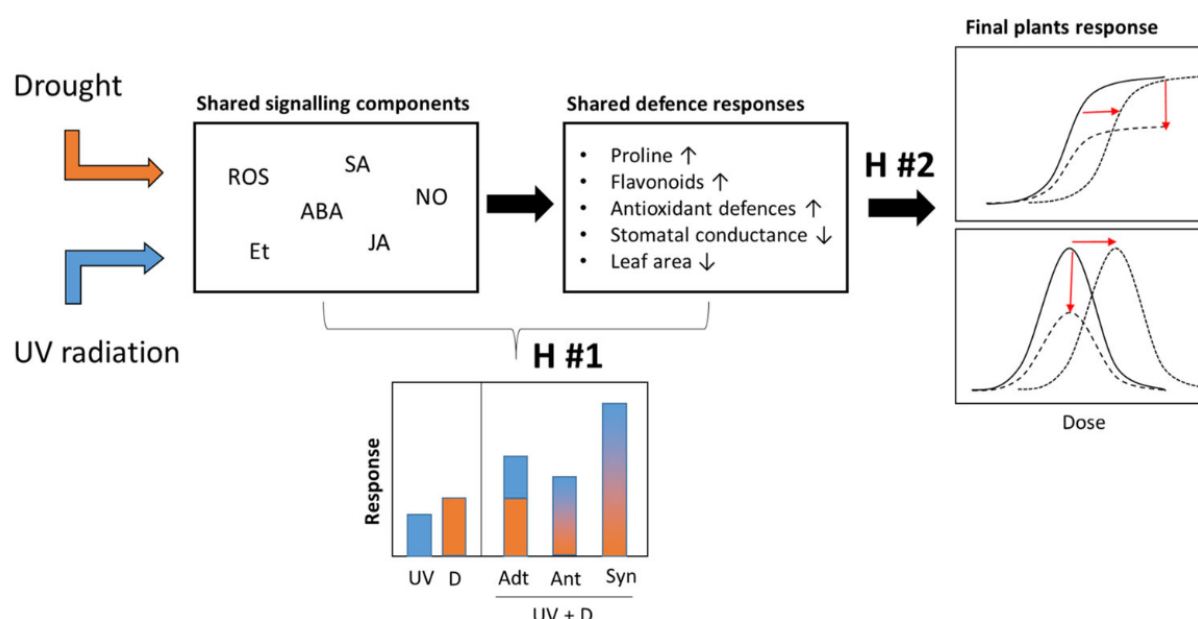 Final plants response
Drought
Shared signalling components
Shared defence responses
ROS
SA
ABA
NO
Et
JA
• Proline ↑
• Flavonoids ↑
• Antioxidant defences ↑
• Stomatal conductance ↓
• Leaf area ↓
H #2
UV radiation
H #1
Dose
Response
UV
D
Adt
Ant
Syn
UV + D